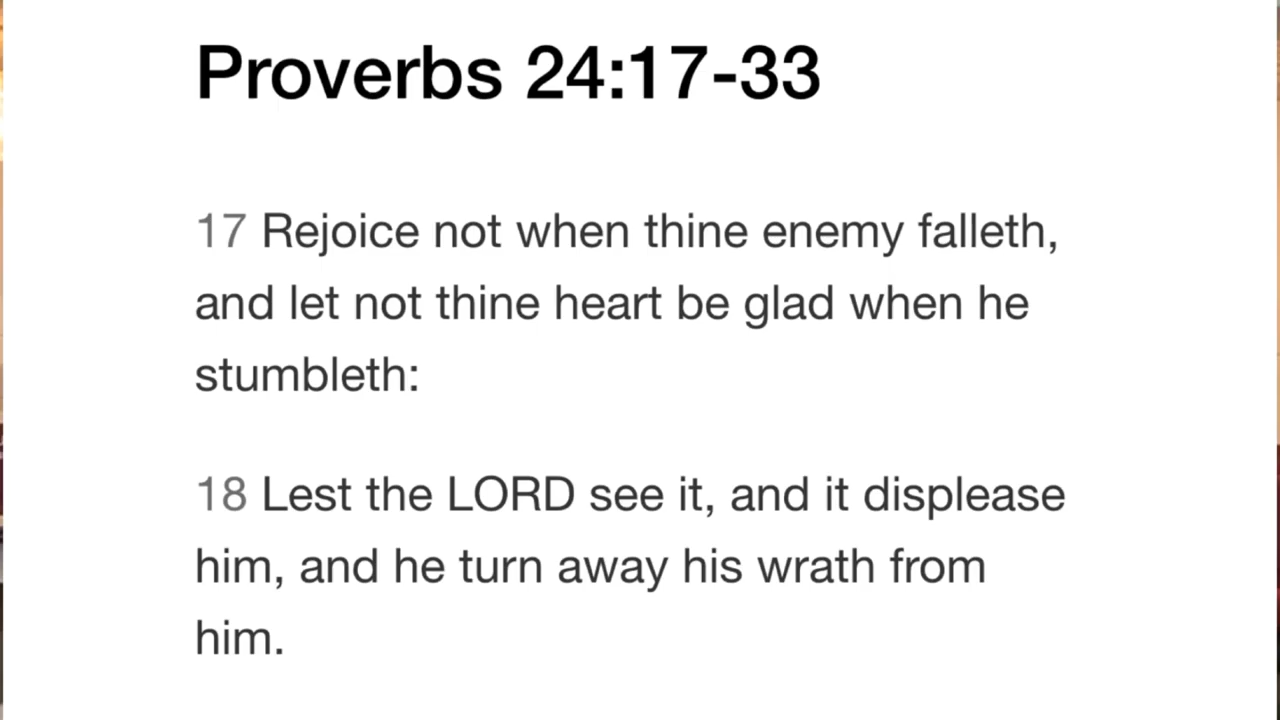 Proverbs 24:17-33
17 Rejoice not when thine enemy falleth,
and let not thine heart be glad when he
stumbleth:
18 Lest the LORD see it, and it displease
him, and he turn away his wrath from
him.